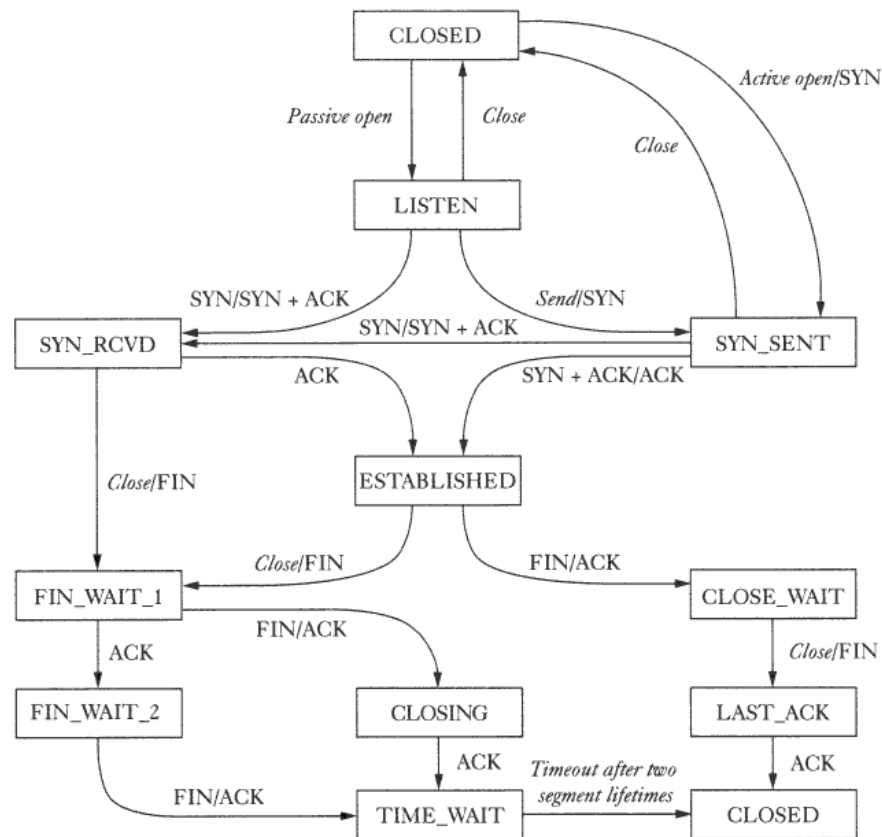 CLOSED
Active open/SYN
Passive open
Close
Close
LISTEN
SYN/SYN + ACK
Send/SYN
SYN/SYN + ACK
SYN_RCVD
SYN_SENT
ACK
SYN + ACK/ACK
Close/FIN
ESTABLISHED
Close/FIN
FIN/ACK
FIN_WAIT_1
CLOSE_WAIT
FIN/ACK
ACK
Close/FIN
FIN_WAIT_2
CLOSING
LAST_ACK
ACK
Timeout after two
segment lifetimes
ACK
FIN/ACK
TIME_WAIT
CLOSED